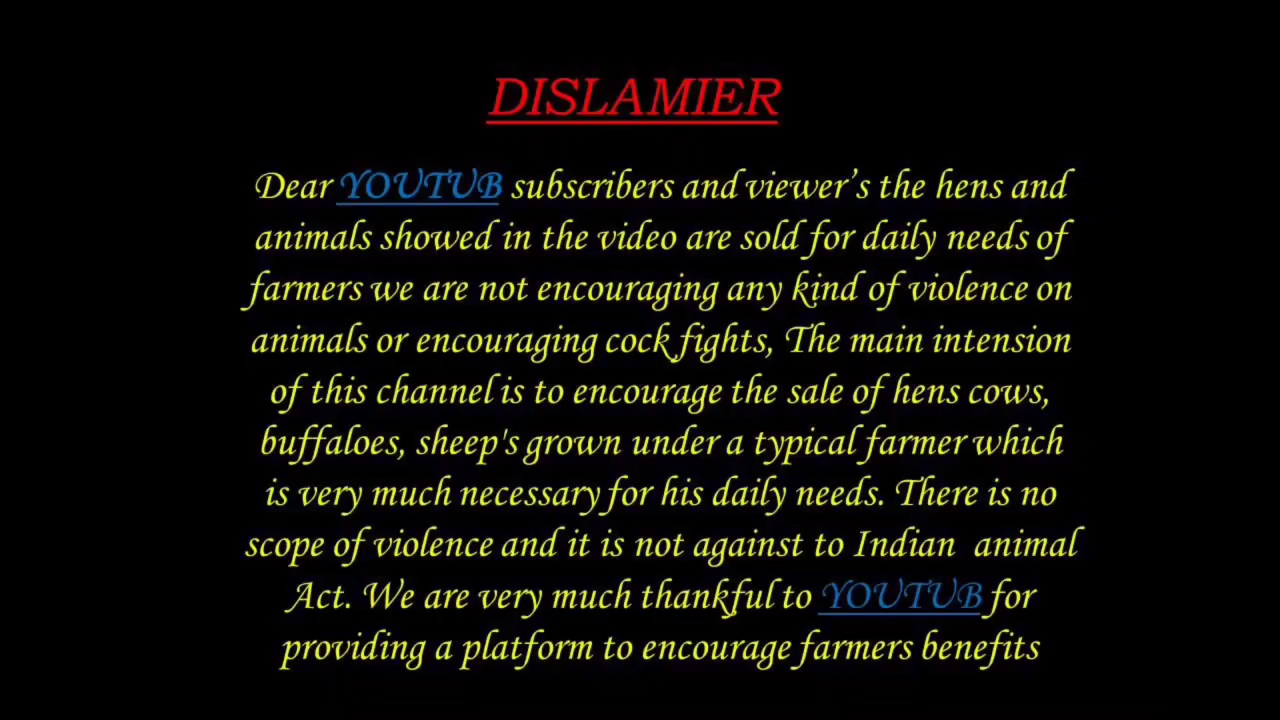 DISLAMIER
Dear YOUTUB subscribers and viewer’s the hens and
animals showed in the video are sold for daily needs of
farmers we are not encouraging any kind of violence on
animals or encouraging cock fights, The main intension
of this channel is to encourage the sale of hens cows,
buffaloes, sheep's grown under a typical farmer which
is very much necessary for his daily needs. There is no
scope of violence and it is not against to Indian animal
Act. We are very much thankful to YOUTUB for
providing a platform to encourage farmers benefits